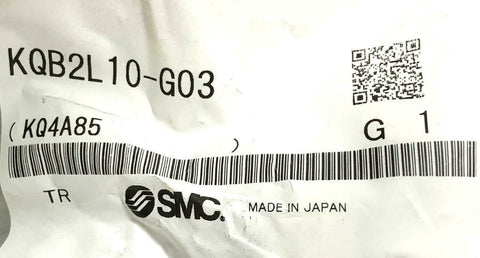 KQB2L10-G03
( KQ4A85 )
G 1
TR SMC. MADE IN JAPAN